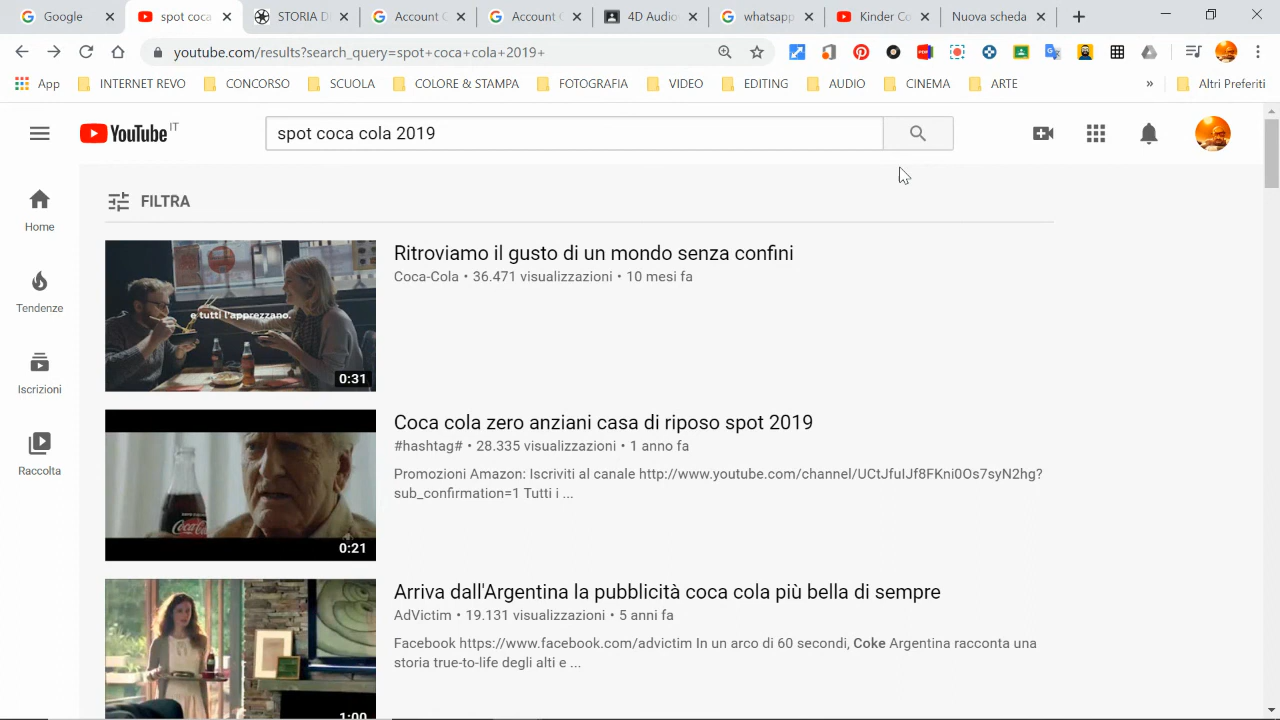 spot coca
STORIA D
Account
Account
4D Audio
whatsapp
Kinder Co
Nuova scheda
youtube.com/results?search_query=spot+coca+cola+2019+
App
INTERNET REVO
CONCORSO
SCUOLA
COLORE & STAMPA
FOTOGRAFIA
VIDEO
EDITING
AUDIO
CINEMA
ARTE
»
Altri Preferiti
YouTube IT
spot coca cola 2019
Home
Tendenze
Iscrizioni
Raccolta
FILTRA
e tutti l'apprezzano.
0:31
Ritroviamo il gusto di un mondo senza confini
Coca-Cola • 36.471 visualizzazioni • 10 mesi fa
0:21
Coca cola zero anziani casa di riposo spot 2019
#hashtag# • 28.335 visualizzazioni • 1 anno fa
Promozioni Amazon: Iscriviti al canale http://www.youtube.com/channel/UCtJfuIJf8FKni0Os7syN2hg?
sub_confirmation=1 Tutti i ...
1:00
Arriva dall'Argentina la pubblicità coca cola più bella di sempre
AdVictim • 19.131 visualizzazioni • 5 anni fa
Facebook https://www.facebook.com/advictim In un arco di 60 secondi, Coke Argentina racconta una
storia true-to-life degli alti e ...